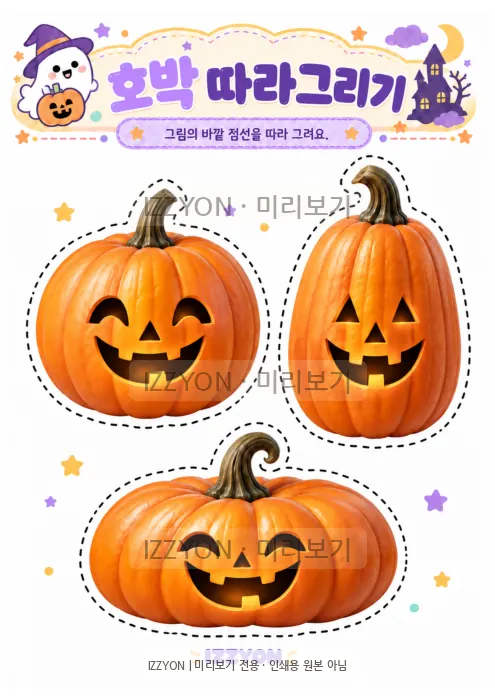 호박 따라그리기
그림의 바깥 점선을 따라 그려요.
IZZYON · 미리보기
IZZYON · 미리보기
IZZYON · 미리보기
IZZYON
IZZYON | 미리보기 전용 · 인쇄용 원본 아님